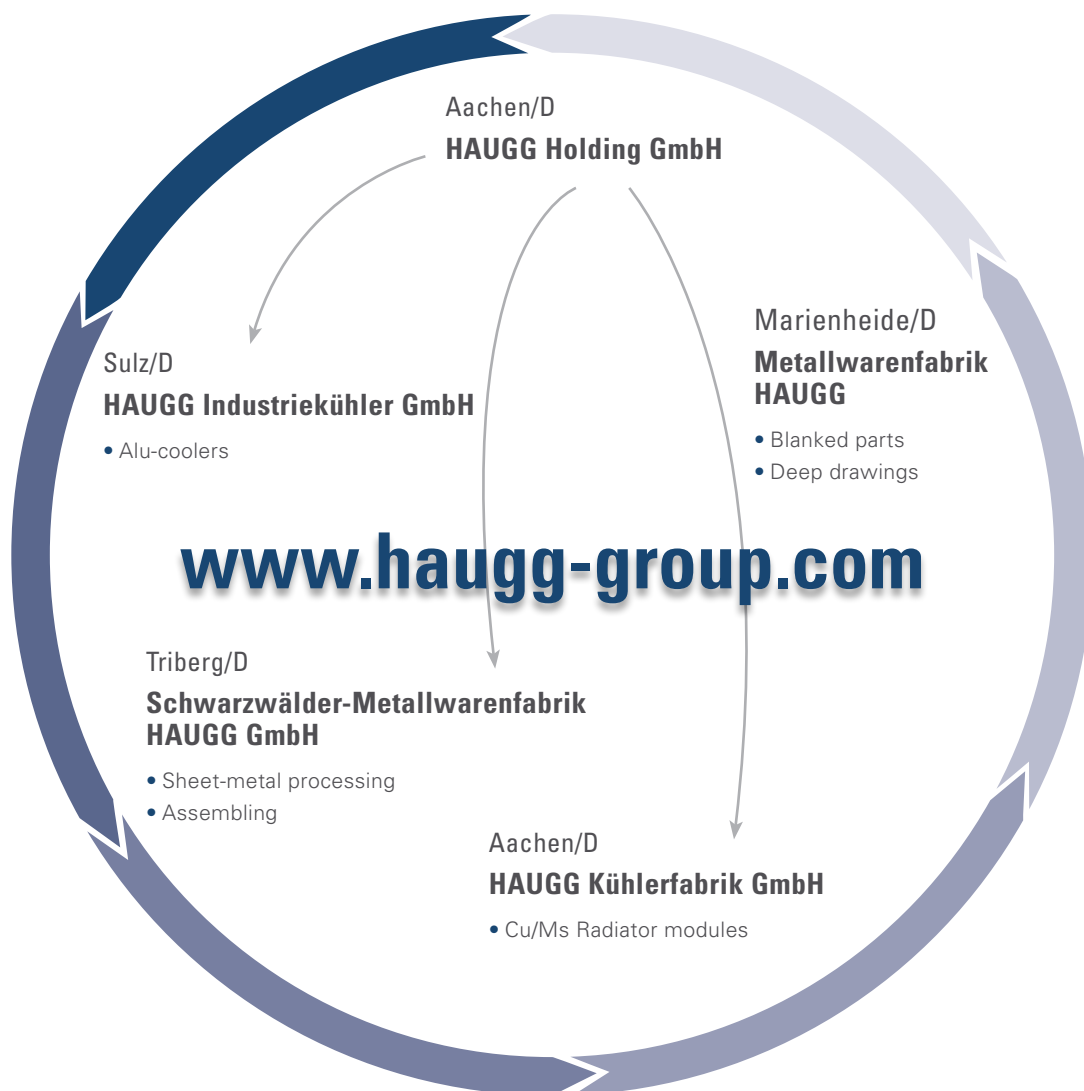 Aachen/D
HAUGG Holding GmbH
Sulz/D
HAUGG Industriekühler GmbH
• Alu-coolers
Marienheide/D
Metallwarenfabrik
HAUGG
• Blanked parts
• Deep drawings
www.haugg-group.com
Triberg/D
Schwarzwälder-Metallwarenfabrik
HAUGG GmbH
• Sheet-metal processing
• Assembling
Aachen/D
HAUGG Kühlerfabrik GmbH
• Cu/Ms Radiator modules